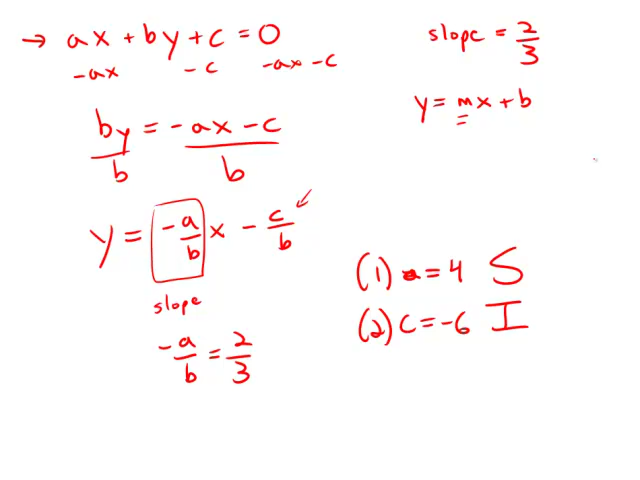 → ax + by + c = 0
-ax - c -ax - c
by = -ax - c
b b
y = -a/b x - c/b
slope
-a/b = 2/3
slope = 2/3
y = mx + b
(1) a = 4 S
(2) c = -6 I